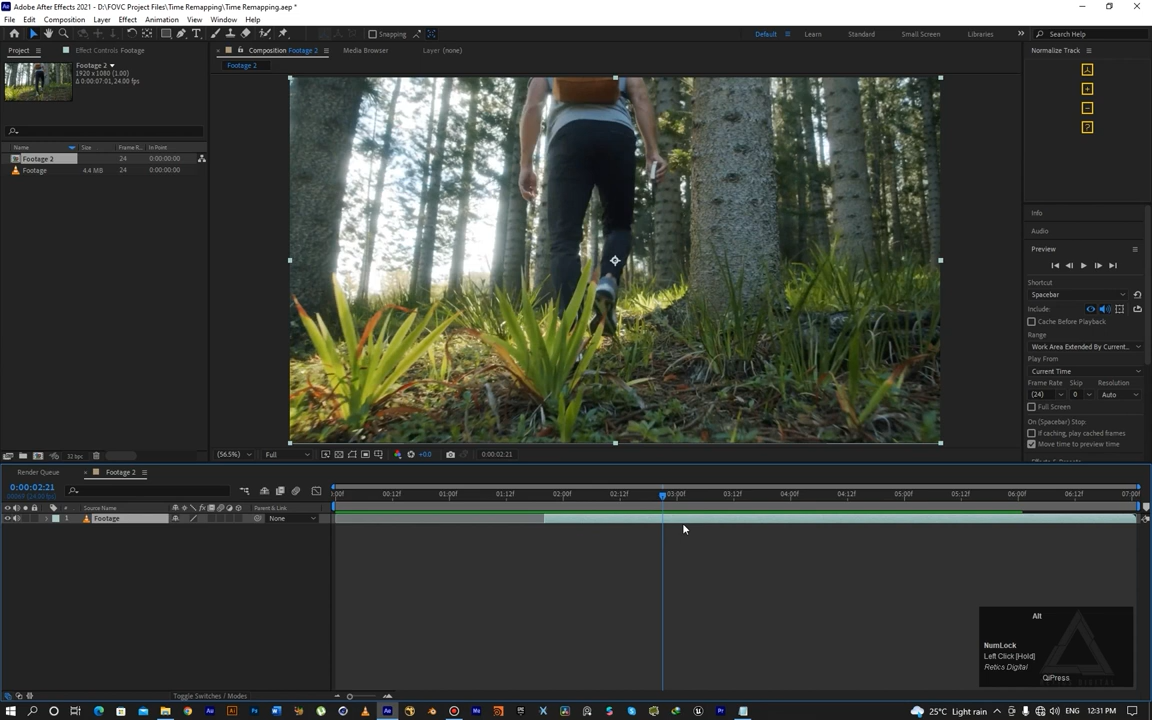 Adobe After Effects 2021 - D:\FOVC Project Files\Time Remapping\Time Remapping.aep *
File Edit Composition Layer Effect Animation View Window Help
Snapping
Default Learn Standard Small Screen Libraries Search Help
Project Effect Controls Footage
Composition Footage 2 Media Browser Layer (none)
Normalize Track
Footage 2
Footage 2
1920 x 1080 (1.00)
Δ 0:00:07:01, 24.00 fps
Name Size Frame R... In Point
Footage 2 24 0:00:00:00
Footage 4.4 MB 24 0:00:00:00
Info
Audio
Preview
Shortcut
Spacebar
Include:
Cache Before Playback
Range
Work Area Extended By Current...
Play From
Current Time
Frame Rate Skip Resolution
(24) 0 Auto
Full Screen
On (Spacebar) Stop:
If caching, play cached frames
Move time to preview time
32 bpc
(56.5%) Full +0.0 0:00:02:21
Render Queue Footage 2
0:00:02:21
:00f 00:12f 01:00f 01:12f 02:00f 02:12f 03:00f 03:12f 04:00f 04:12f 05:00f 05:12f 06:00f 06:12f 07:00f
# Source Name Parent & Link
1 Footage None
Alt
NumLock
Left Click [Hold]
Retics Digital
QiPress
Toggle Switches / Modes
25°C Light rain ENG 12:31 PM